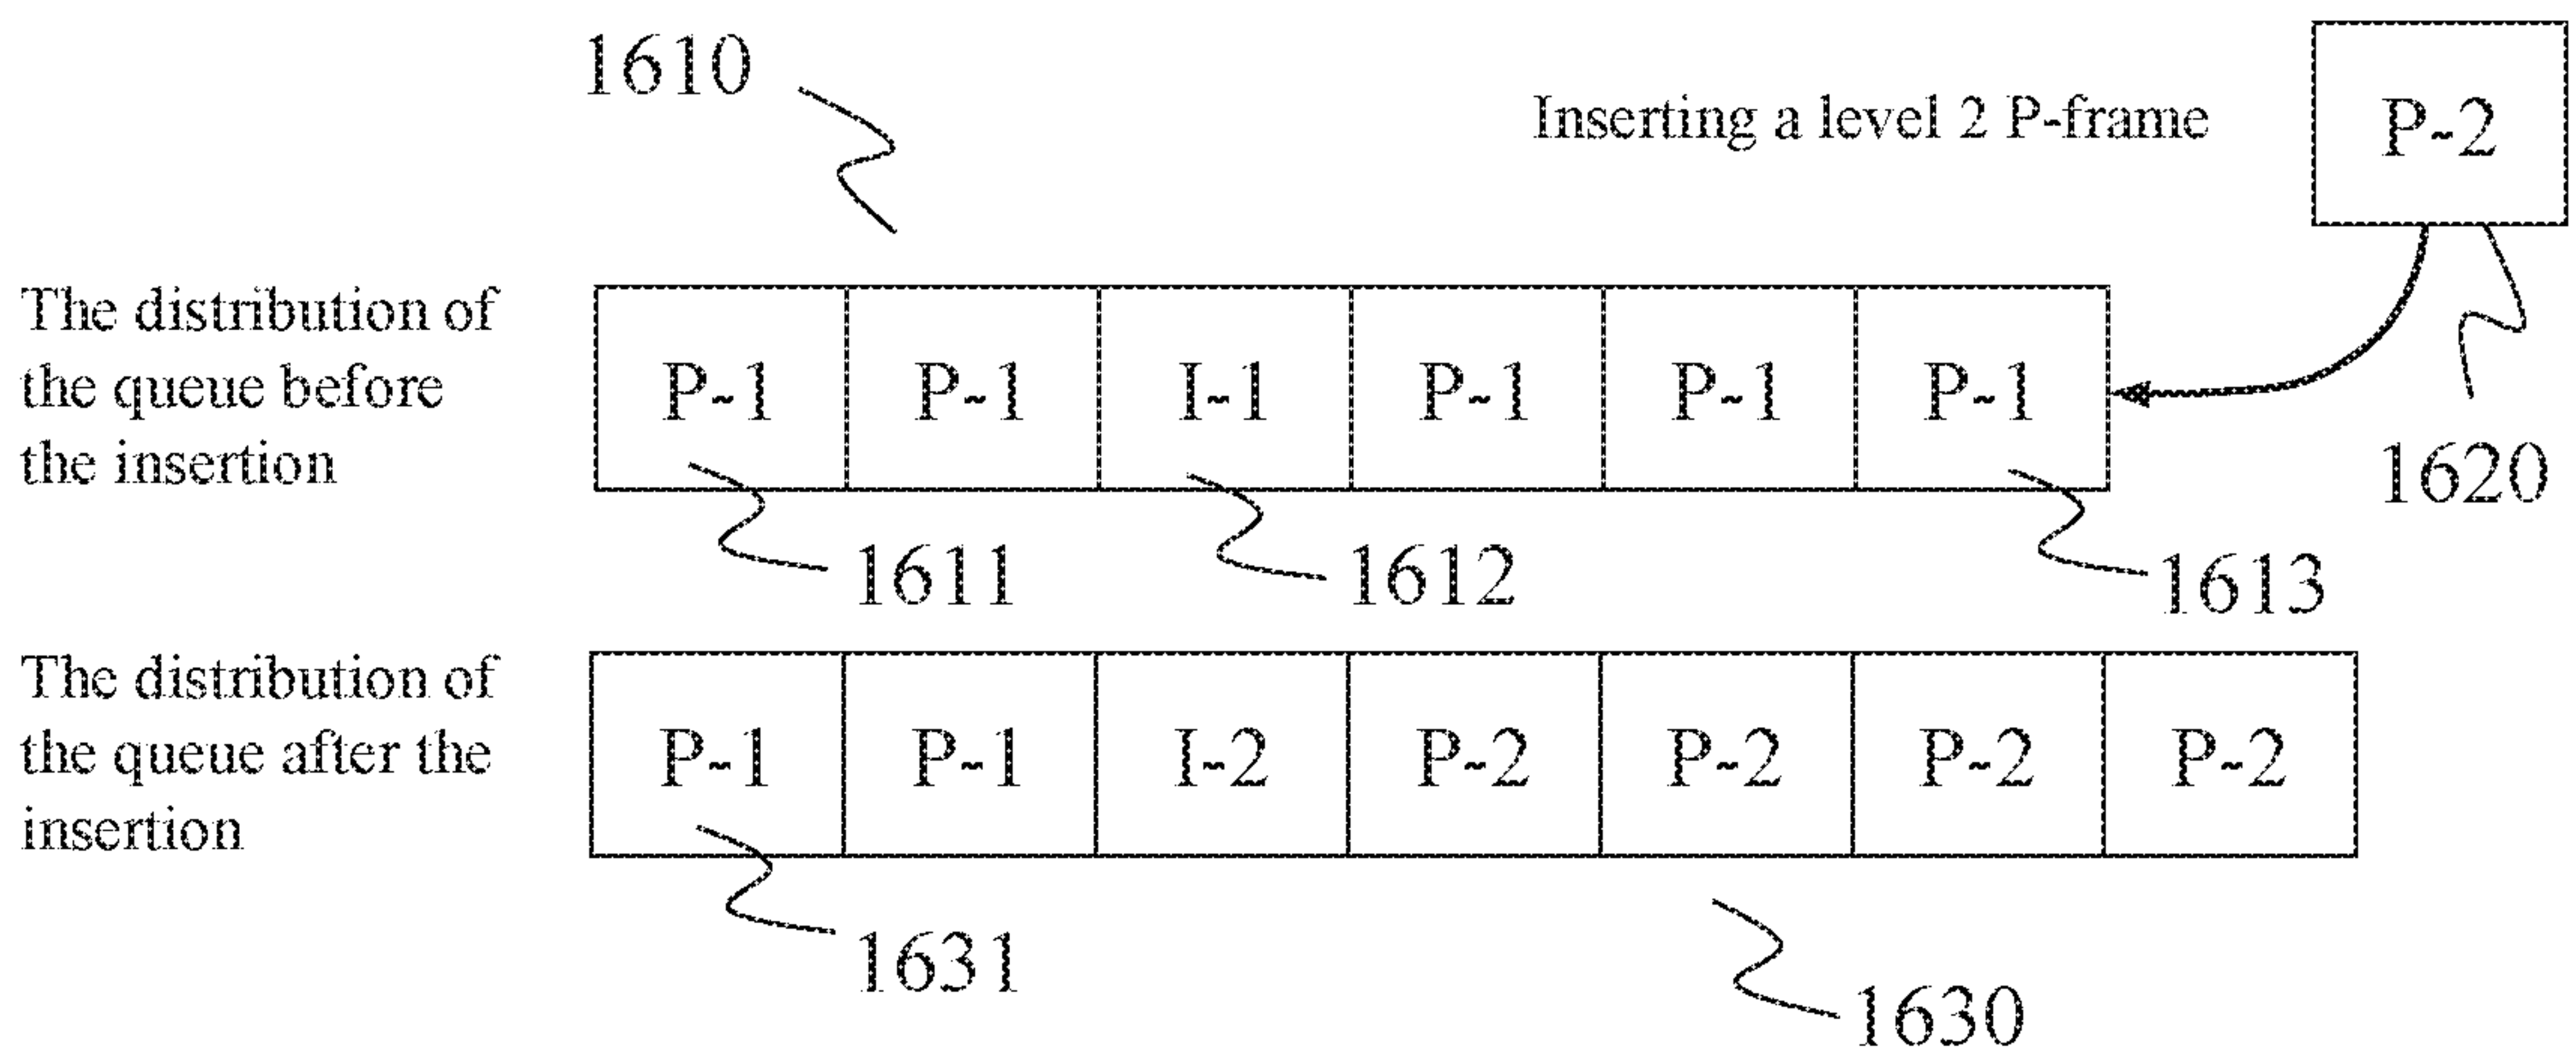 1610
Inserting a level 2 P-frame
P-2
The distribution of
the queue before
the insertion
P-1 P-1 I-1 P-1 P-1 P-1
1620
1611 1612 1613
The distribution of
the queue after the
insertion
P-1 P-1 I-2 P-2 P-2 P-2 P-2
1631
1630